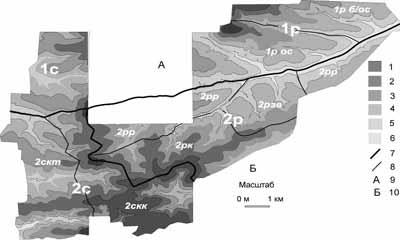 1р б/ос
1р
1р ос
1с
А
2рр
2рр
2рзв
2рр
2р
2рк
2скт
2с
2скк
Б
Масштаб
0 м 1 км
1
2
3
4
5
6
7
8
А 9
Б 10